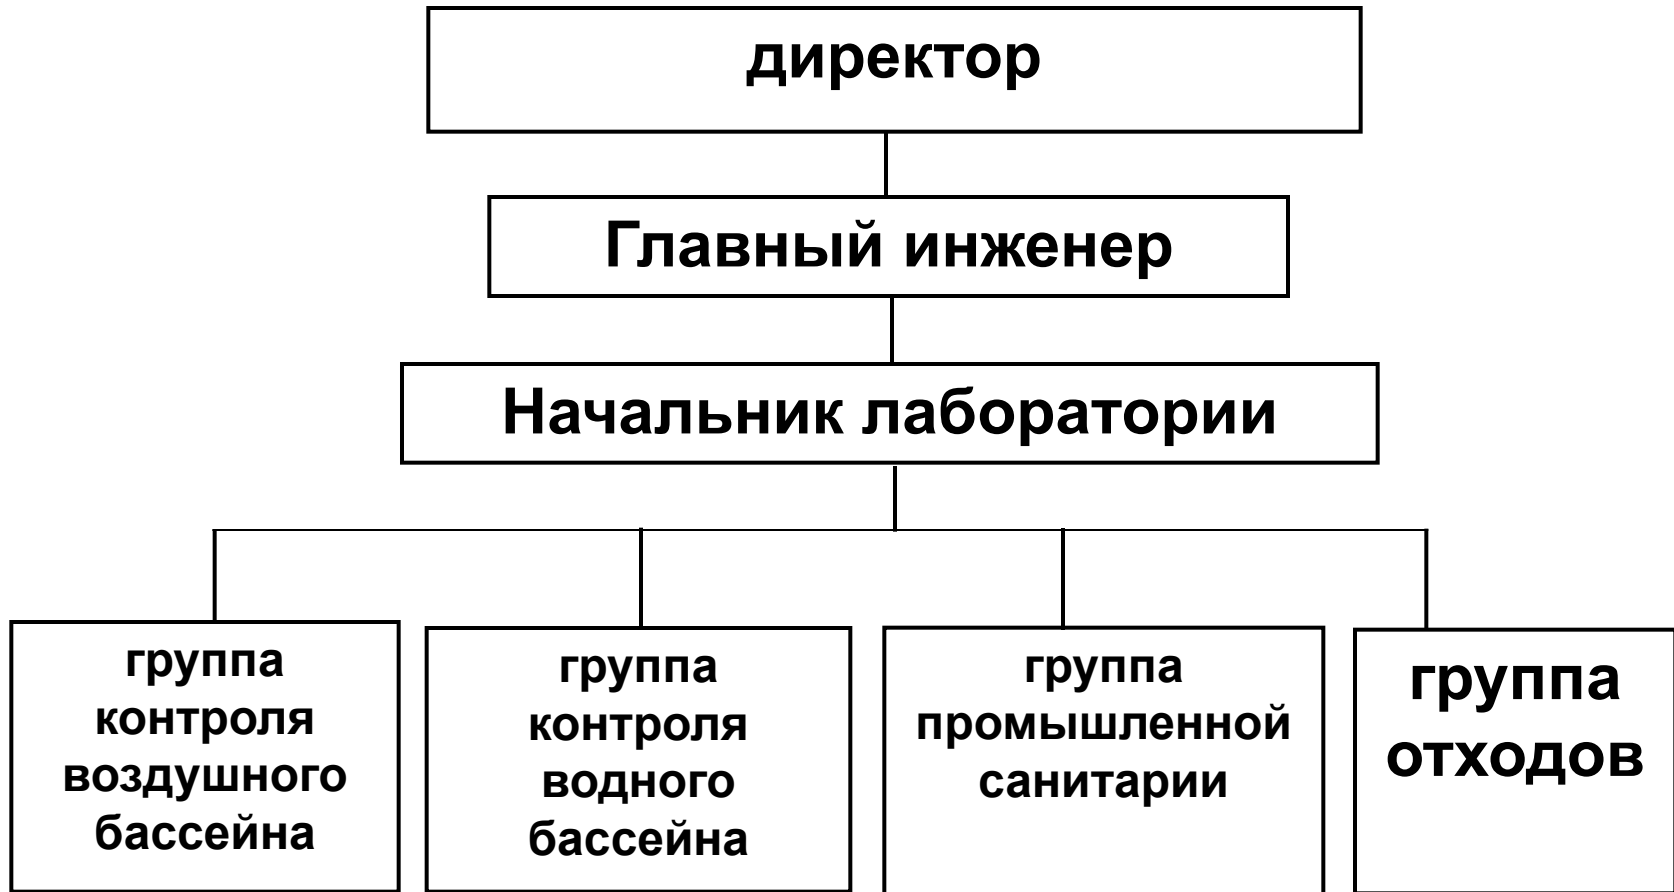 директор
Главный инженер
Начальник лаборатории
группа
контроля
воздушного
бассейна
группа
контроля
водного
бассейна
группа
промышленной
санитарии
группа
отходов